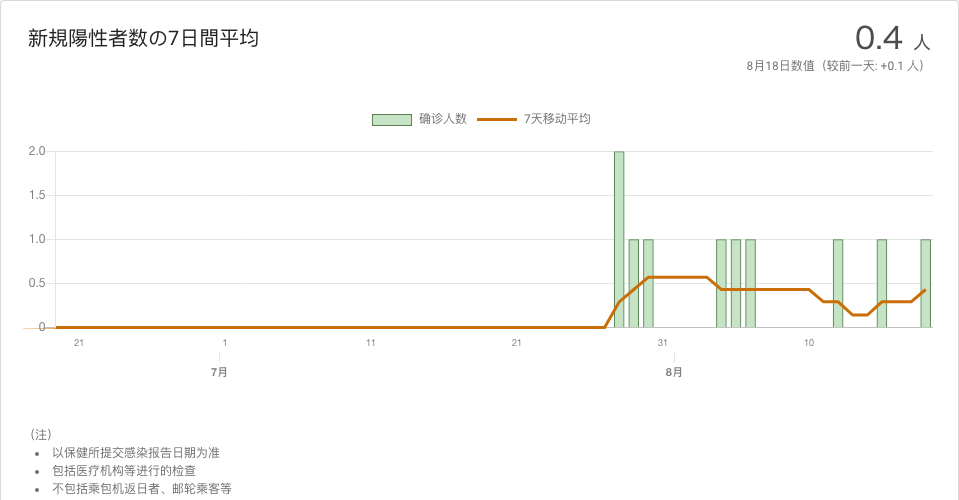 新規陽性者数の7日間平均
0.4 人
8月18日数值（较前一天: +0.1 人）
确诊人数
7天移动平均
2.0
1.5
1.0
0.5
0
21
1
11
21
31
10
7月
8月
（注）
以保健所提交感染报告日期为准
包括医疗机构等进行的检查
不包括乘包机返日者、邮轮乘客等